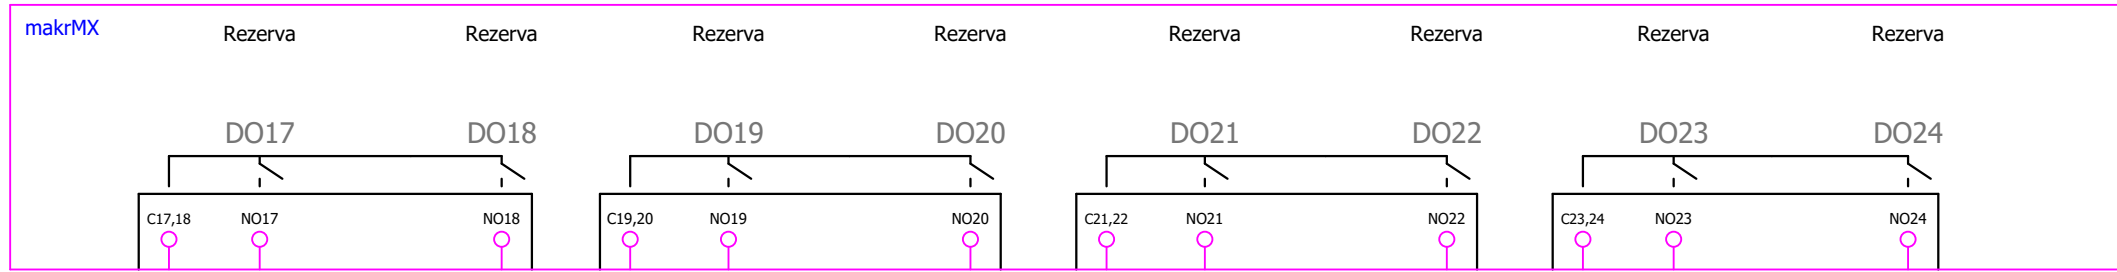 makrMX
Rezerva Rezerva Rezerva Rezerva Rezerva Rezerva Rezerva Rezerva
DO17 DO18 DO19 DO20 DO21 DO22 DO23 DO24
C17,18 NO17 NO18 C19,20 NO19 NO20 C21,22 NO21 NO22 C23,24 NO23 NO24